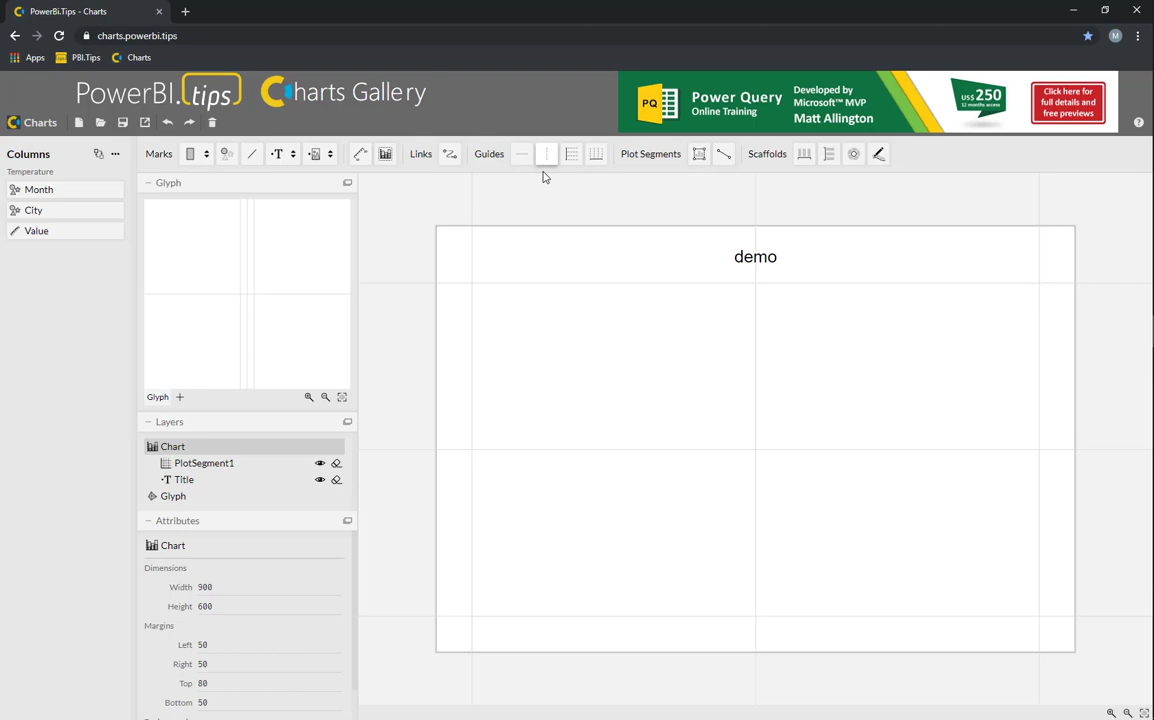 PowerBi.Tips - Charts
charts.powerbi.tips
M
Apps
PBI.Tips
Charts
PowerBI.tips
Charts Gallery
PQ
Power Query
Online Training
Developed by
Microsoft™ MVP
Matt Allington
US$
250
12 months access
Click here for
full details and
free previews
Charts
Columns
Marks
Links
Guides
Plot Segments
Scaffolds
Temperature
Month
City
Value
Glyph
demo
Glyph
Layers
Chart
PlotSegment1
Title
Glyph
Attributes
Chart
Dimensions
Width 900
Height 600
Margins
Left 50
Right 50
Top 80
Bottom 50